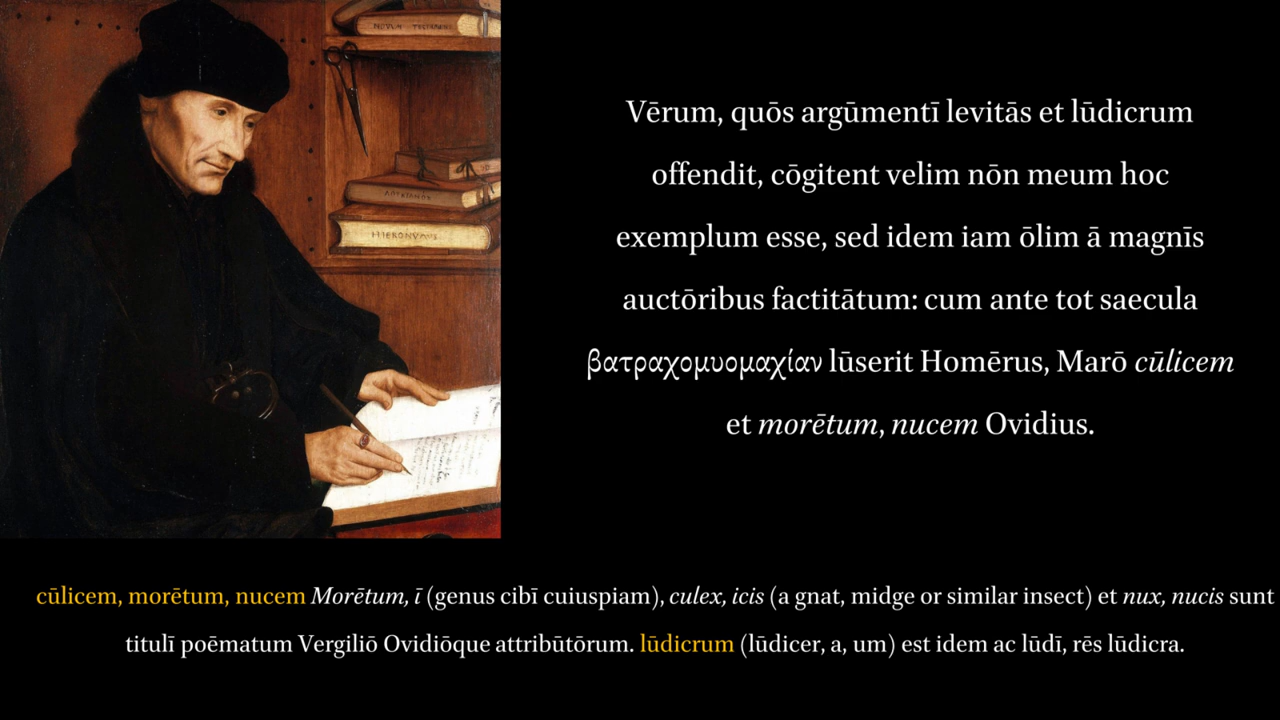 NOVVM TESTAMENT
HIERONYMVS
Vērum, quōs argūmentī levitās et lūdicrum
offendit, cōgitent velim nōn meum hoc
exemplum esse, sed idem iam ōlim ā magnīs
auctōribus factitātum: cum ante tot saecula
βατραχομυομαχίαν lūserit Homērus, Marō cūlicem
et morētum, nucem Ovidius.
cūlicem, morētum, nucem Morētum, ī (genus cibī cuiuspiam), culex, icis (a gnat, midge or similar insect) et nux, nucis sunt
titulī poēmatum Vergiliō Ovidiōque attribūtōrum. lūdicrum (lūdicer, a, um) est idem ac lūdī, rēs lūdicra.